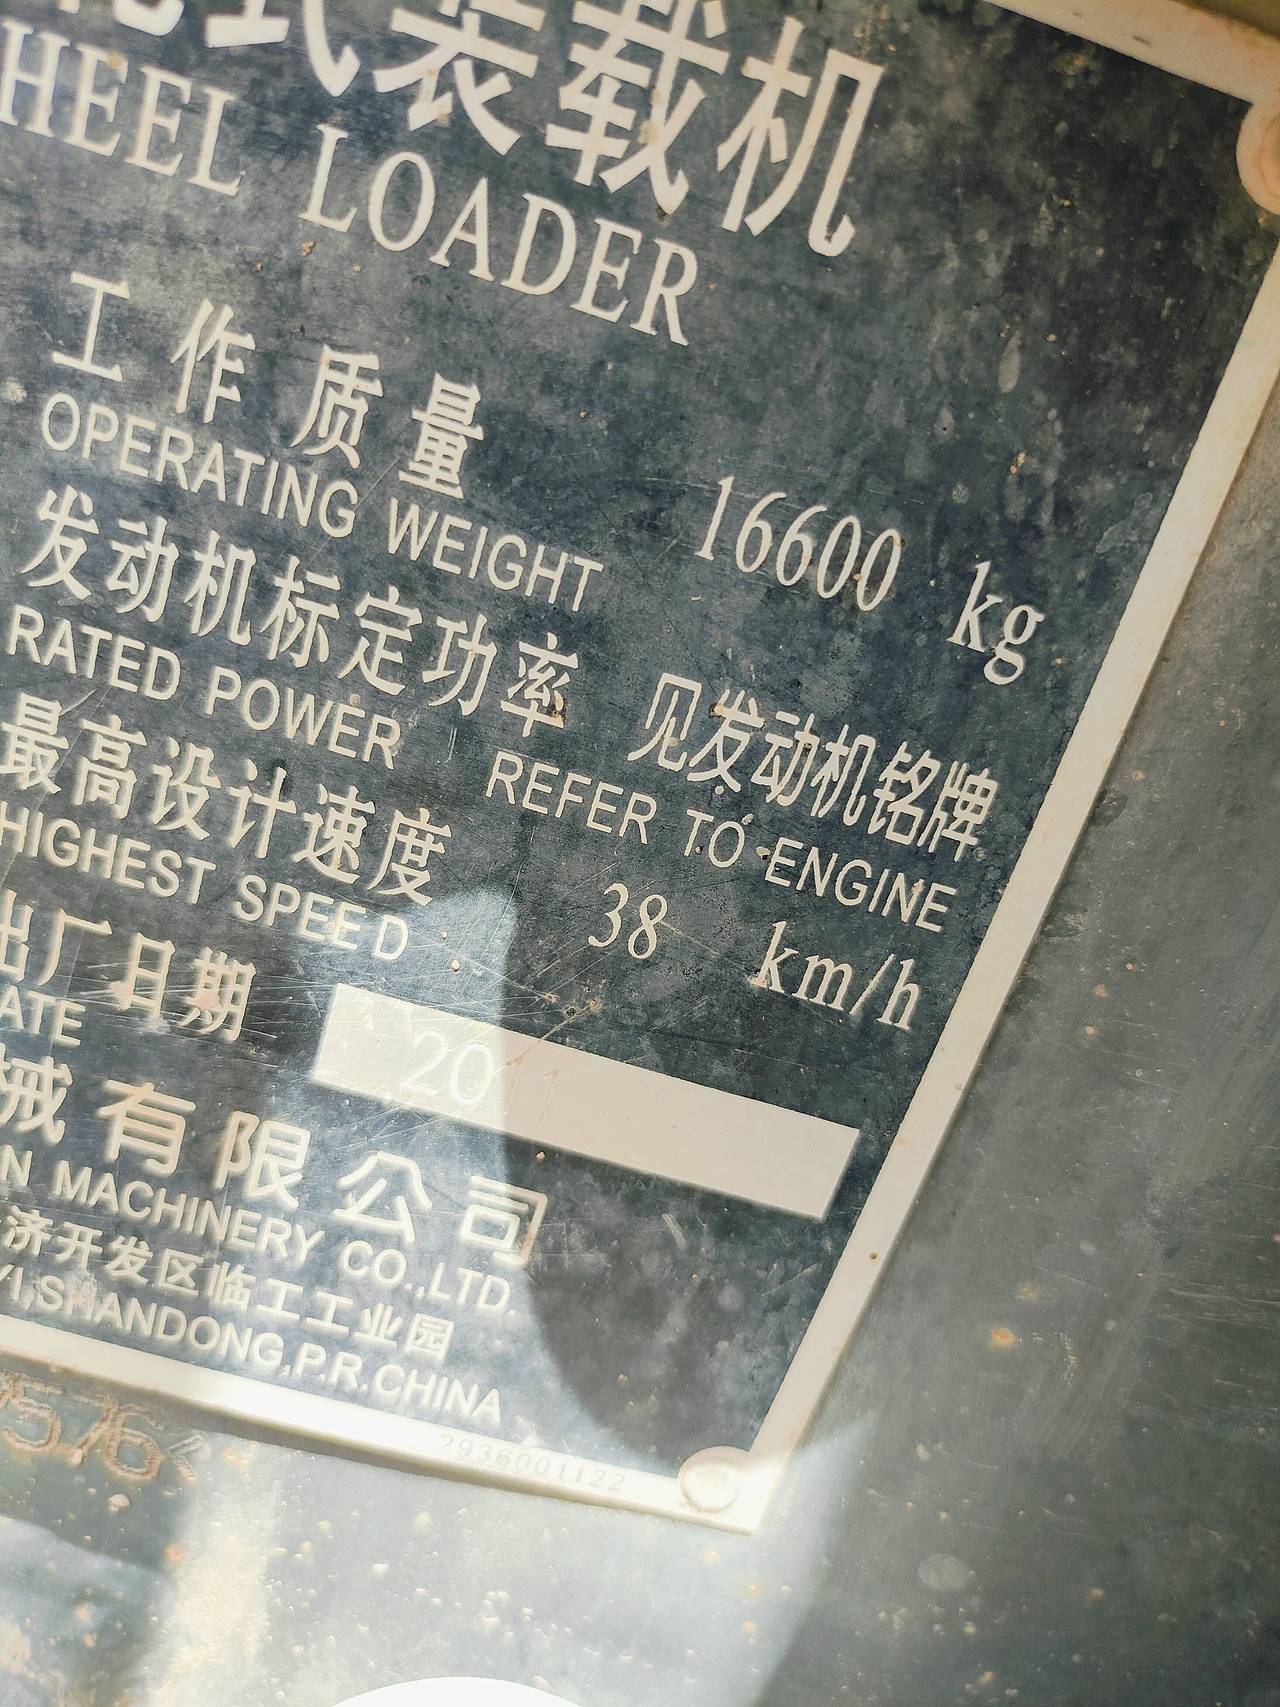 式装载机
HEEL LOADER
工作质量 16600 kg
OPERATING WEIGHT
发动机标定功率 见发动机铭牌
RATED POWER REFER TO ENGINE
最高设计速度 38 km/h
HIGHEST SPEED
出厂日期 2011
ATE
械有限公司
N MACHINERY CO.,LTD.
济开发区临工工业园
YI,SHANDONG,P.R.CHINA
2936001122
576